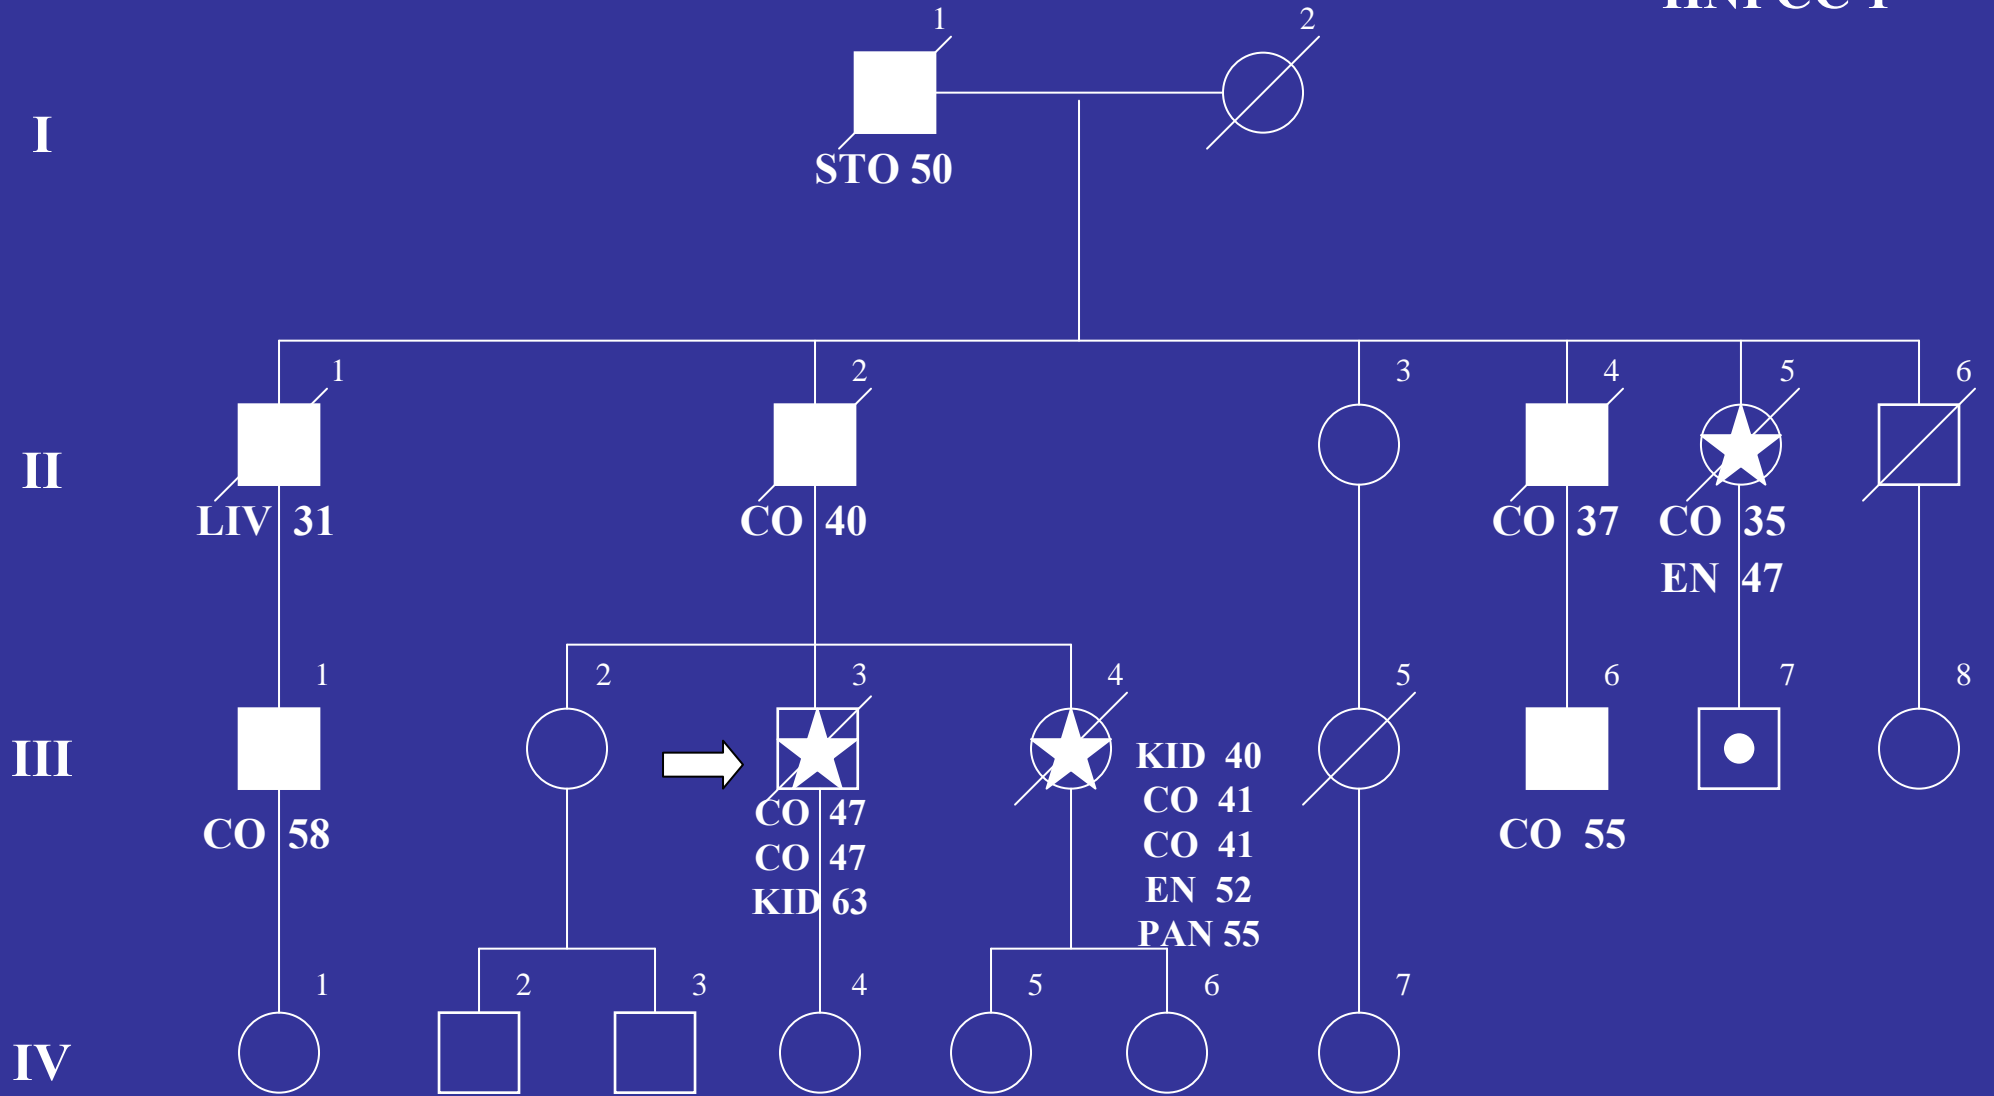 1 2
I
STO 50
1 2 3 4 5 6
II
LIV 31 CO 40 CO 37 CO 35
EN 47
1 2 3 4 5 6 7 8
III
KID 40
CO 41
CO 41
EN 52
PAN 55
CO 47
CO 47
KID 63
CO 58 CO 55
1 2 3 4 5 6 7
IV